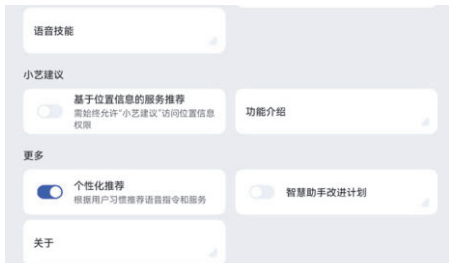 语音技能
小艺建议
基于位置信息的服务推荐
需始终允许“小艺建议”访问位置信息
权限
功能介绍
更多
个性化推荐
根据用户习惯推荐语音指令和服务
智慧助手改进计划
关于